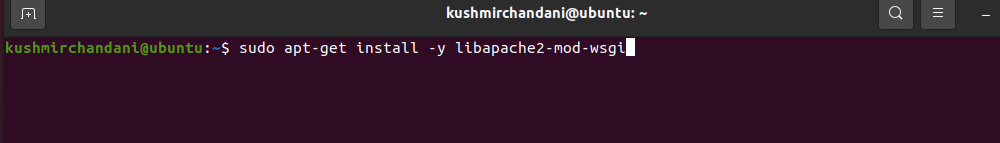 kushmirchandani@ubuntu: ~
kushmirchandani@ubuntu:~$ sudo apt-get install -y libapache2-mod-wsgi